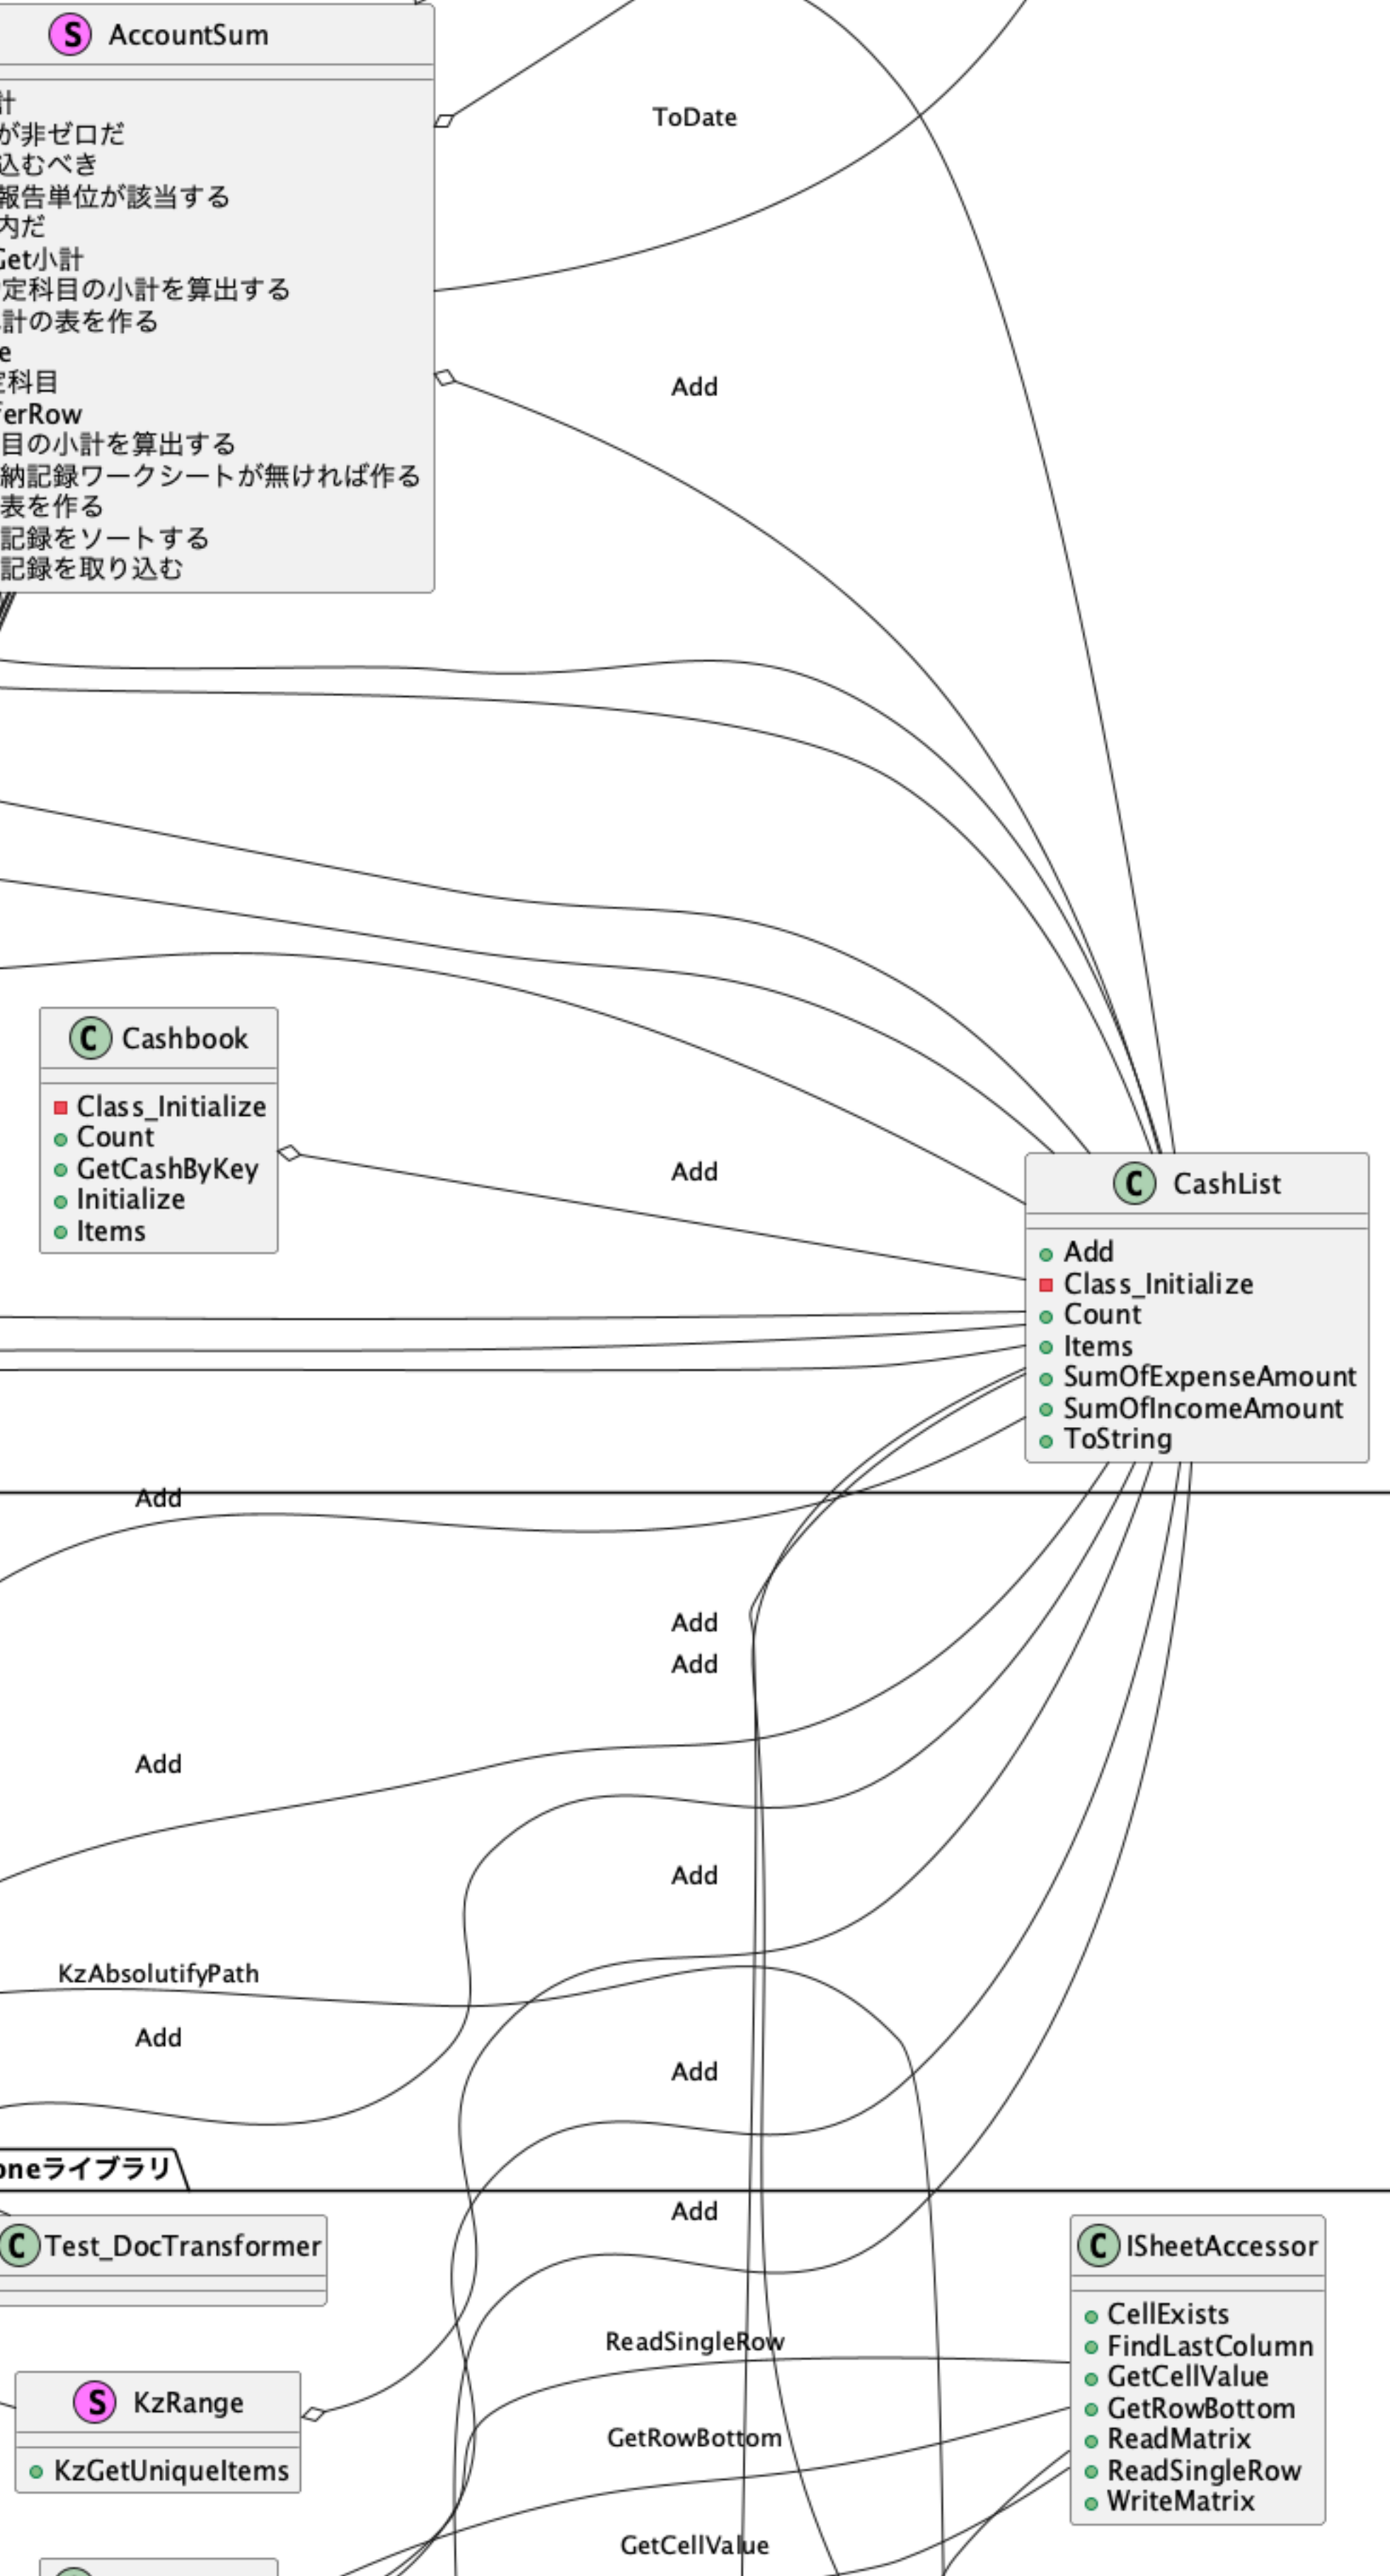 S AccountSum
計
が非ゼロだ
込むべき
報告単位が該当する
内だ
Get小計
定科目の小計を算出する
計の表を作る
e
定科目
ferRow
目の小計を算出する
納記録ワークシートが無ければ作る
表を作る
記録をソートする
記録を取り込む
ToDate
Add
C Cashbook
Class_Initialize
Count
GetCashByKey
Initialize
Items
Add
C CashList
Add
Class_Initialize
Count
Items
SumOfExpenseAmount
SumOfIncomeAmount
ToString
Add
Add
Add
Add
Add
KzAbsolutifyPath
Add
Add
oneライブラリ
Add
C Test_DocTransformer
C ISheetAccessor
CellExists
FindLastColumn
GetCellValue
GetRowBottom
ReadMatrix
ReadSingleRow
WriteMatrix
ReadSingleRow
S KzRange
KzGetUniqueItems
GetRowBottom
GetCellValue